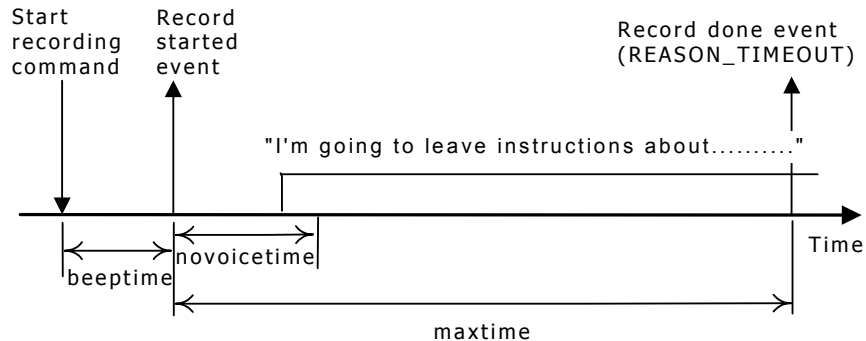 Start
recording
command
Record
started
event
Record done event
(REASON_TIMEOUT)
"I'm going to leave instructions about.........."
Time
novoicetime
beeptime
maxtime